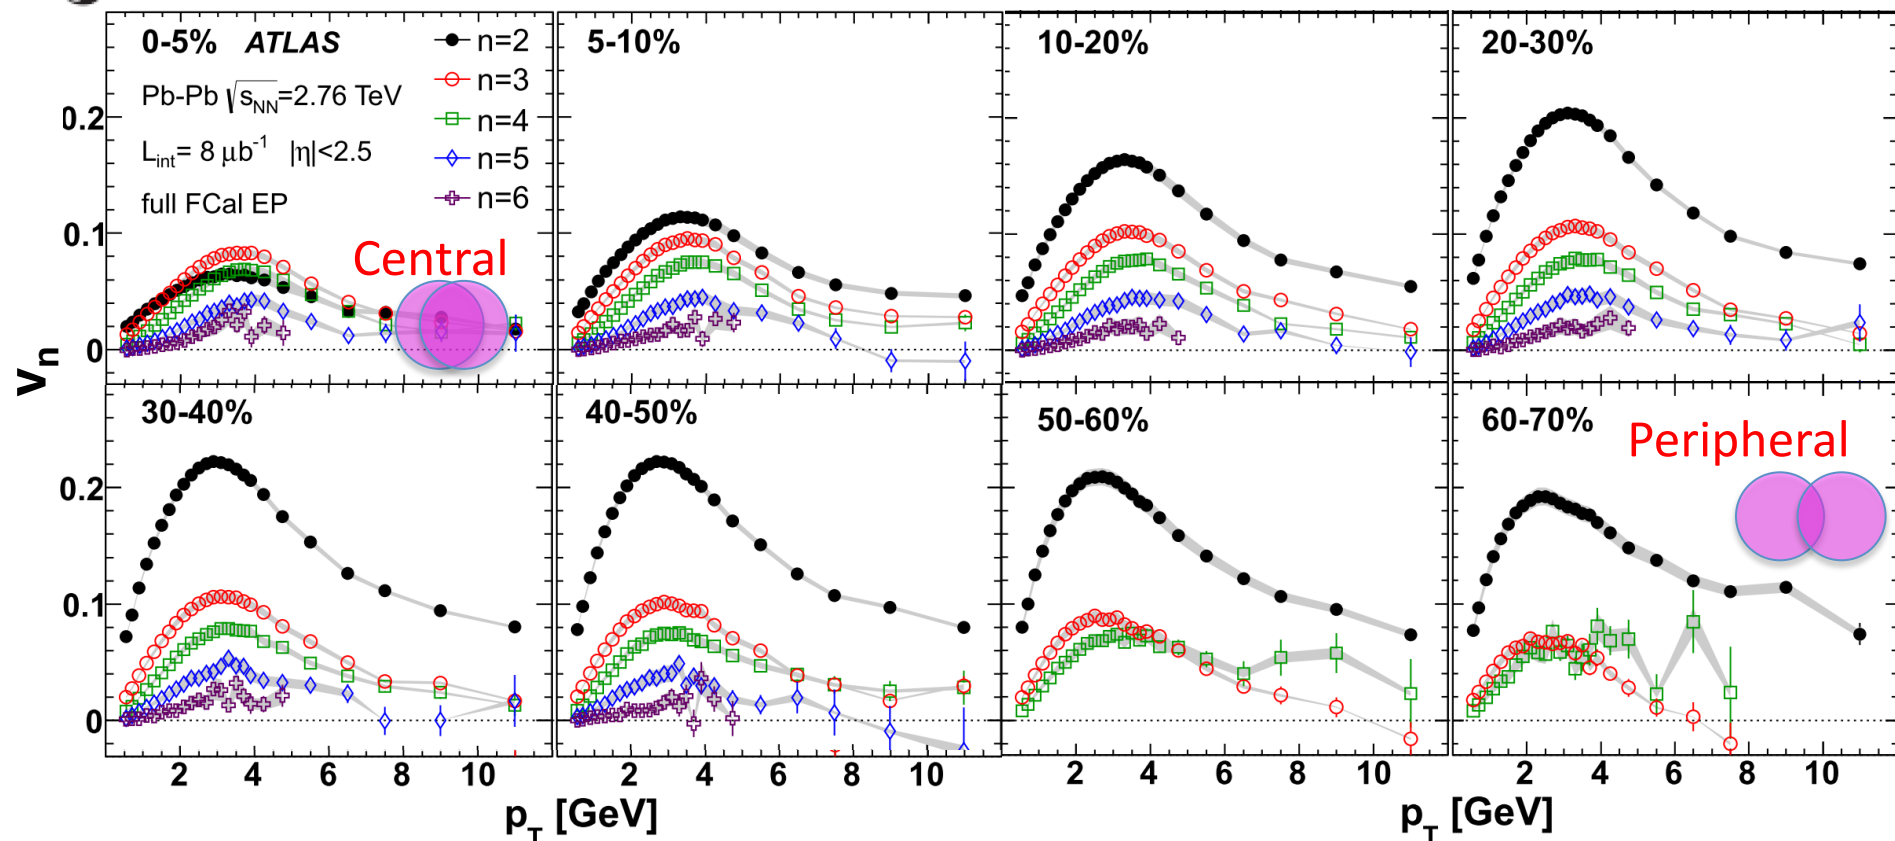 0-5% ATLAS
Pb-Pb √sNN=2.76 TeV
Lint= 8 μb-1 |η|<2.5
full FCal EP
n=2
n=3
n=4
n=5
n=6
Central
5-10%
10-20%
20-30%
0.2
0.1
0
vn
30-40%
40-50%
50-60%
60-70%
Peripheral
0.2
0.1
0
2 4 6 8 10
2 4 6 8 10
2 4 6 8 10
2 4 6 8 10
pT [GeV]
pT [GeV]